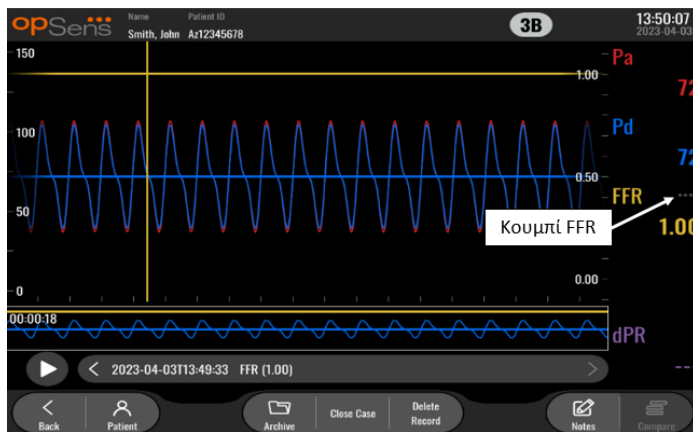 opSens
Name
Patient ID
Smith, John
Az12345678
3B
13:50:07
2023-04-03
150
100
50
0
1.00
0.50
0.00
Pa
72
Pd
72
FFR
---
1.00
Κουμπί FFR
dPR
--
00:00:18
2023-04-03T13:49:33 FFR (1.00)
Back
Patient
Archive
Close Case
Delete
Record
Notes
Compare